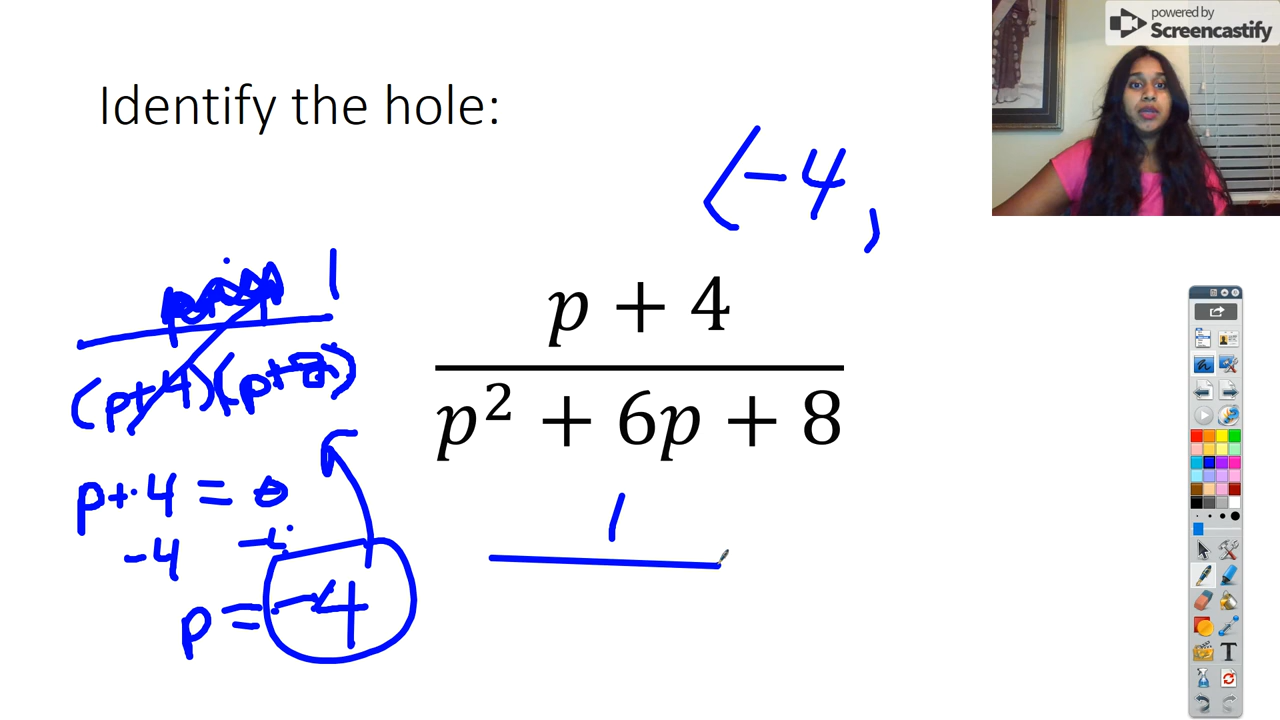 powered by
Screencastify
Identify the hole:
(-4,
p + 4
p² + 6p + 8
1
(p+4)(p+2)
p+4 = 0
-4
p = -4
1
T